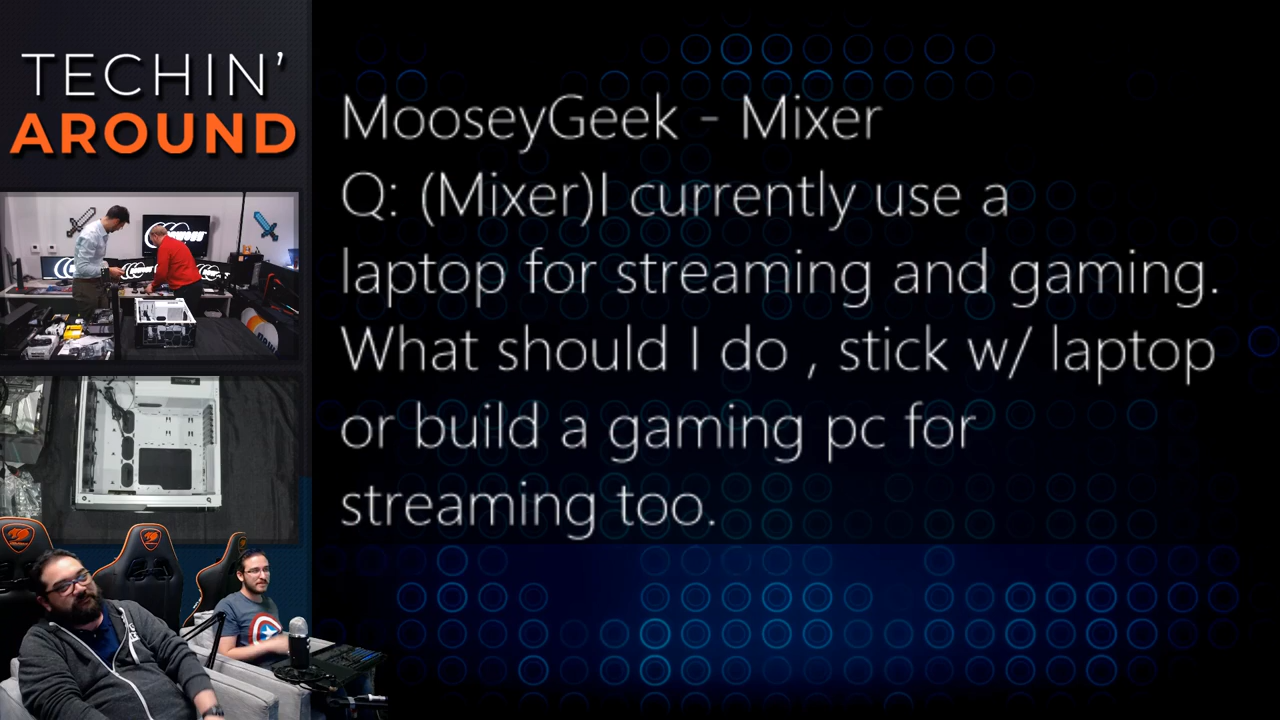 TECHIN’
AROUND
MooseyGeek - Mixer
Q: (Mixer)I currently use a
laptop for streaming and gaming.
What should I do , stick w/ laptop
or build a gaming pc for
streaming too.